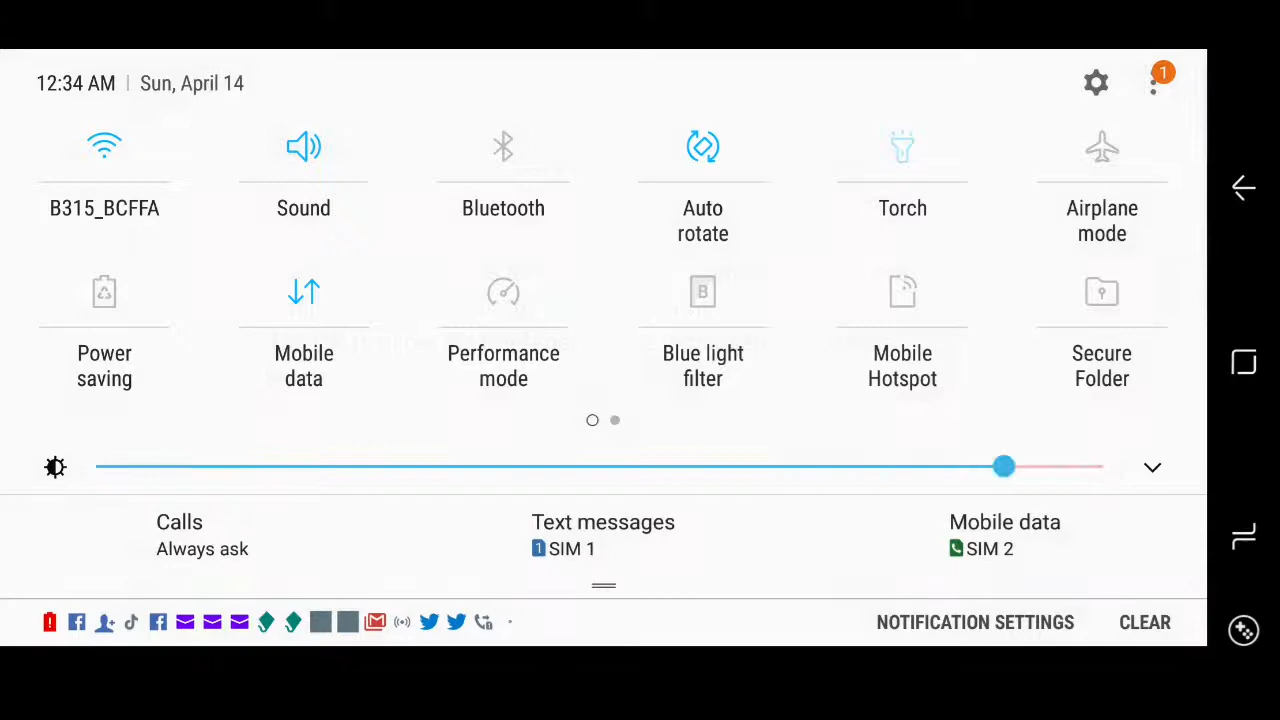 12:34 AM | Sun, April 14
1
B315_BCFFA Sound Bluetooth Auto rotate Torch Airplane mode
Power saving Mobile data Performance mode B Blue light filter Mobile Hotspot Secure Folder
Calls Text messages Mobile data
Always ask 1 SIM 1 SIM 2
NOTIFICATION SETTINGS CLEAR